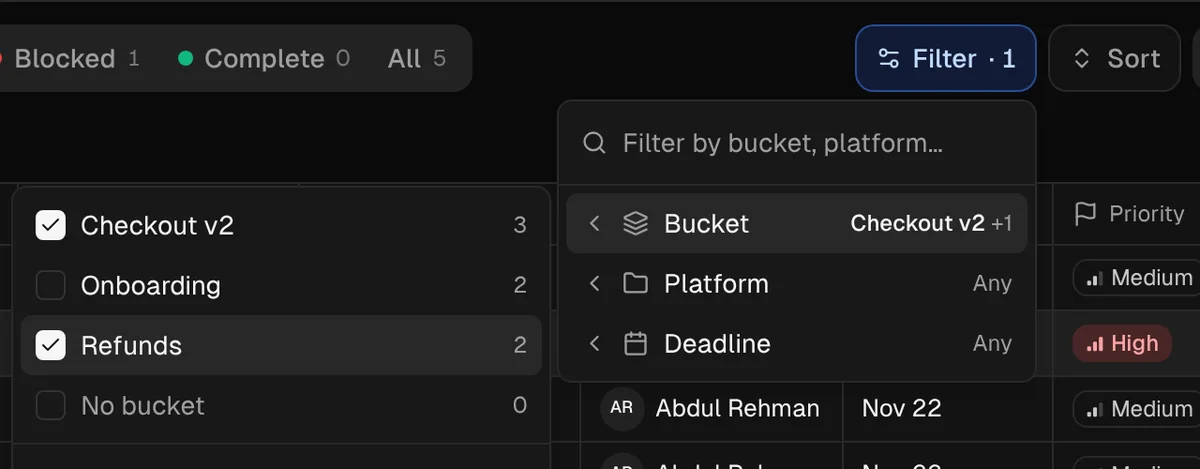 Blocked 1 Complete 0 All 5 Filter · 1 Sort
Filter by bucket, platform...
Bucket Checkout v2 +1
Platform Any
Deadline Any
Checkout v2 3
Onboarding 2
Refunds 2
No bucket 0
Priority
Medium
High
AR Abdul Rehman Nov 22 Medium